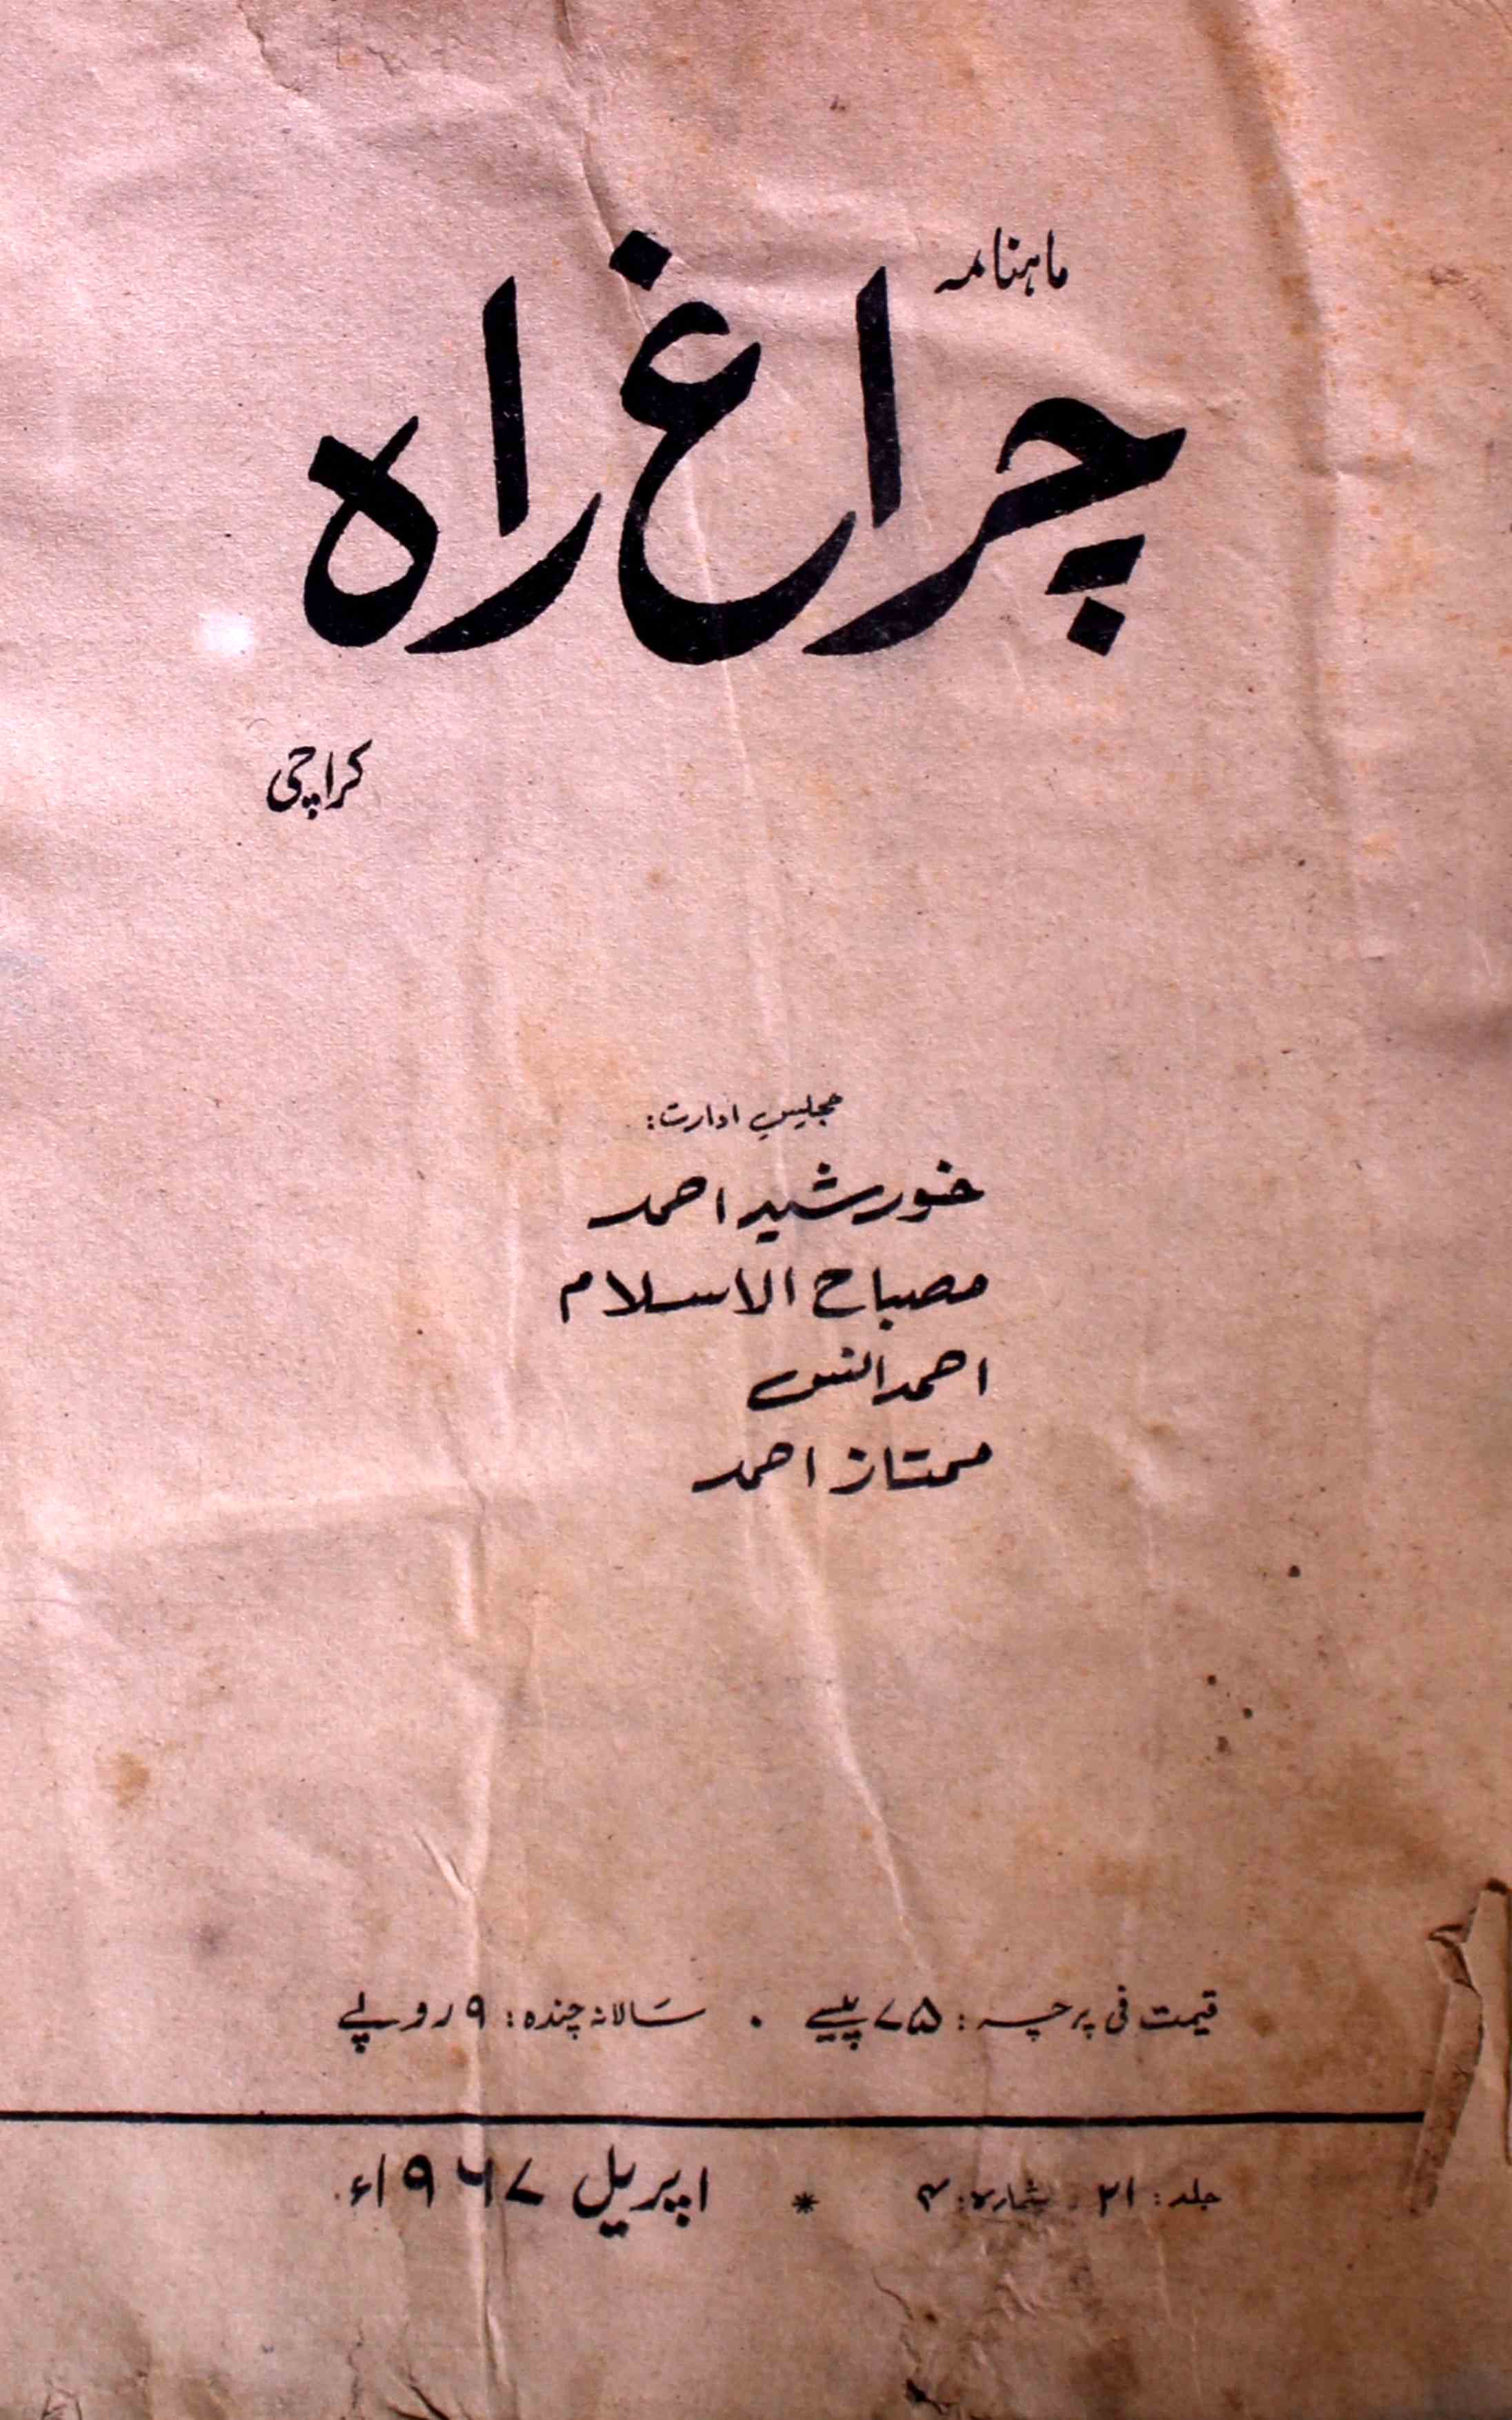 ماہنامہ
چراغ راہ
کراچی
مجلسِ ادارت:
خورشید احمد
مصباح الاسلام
احمد انس
ممتاز احمد
قیمت فی پرچہ: ۷۵ پیسے . سالانہ چندہ: ۹ روپے
جلد: ۲۱ . شمارہ: ۴ * اپریل ۱۹۶۷ء